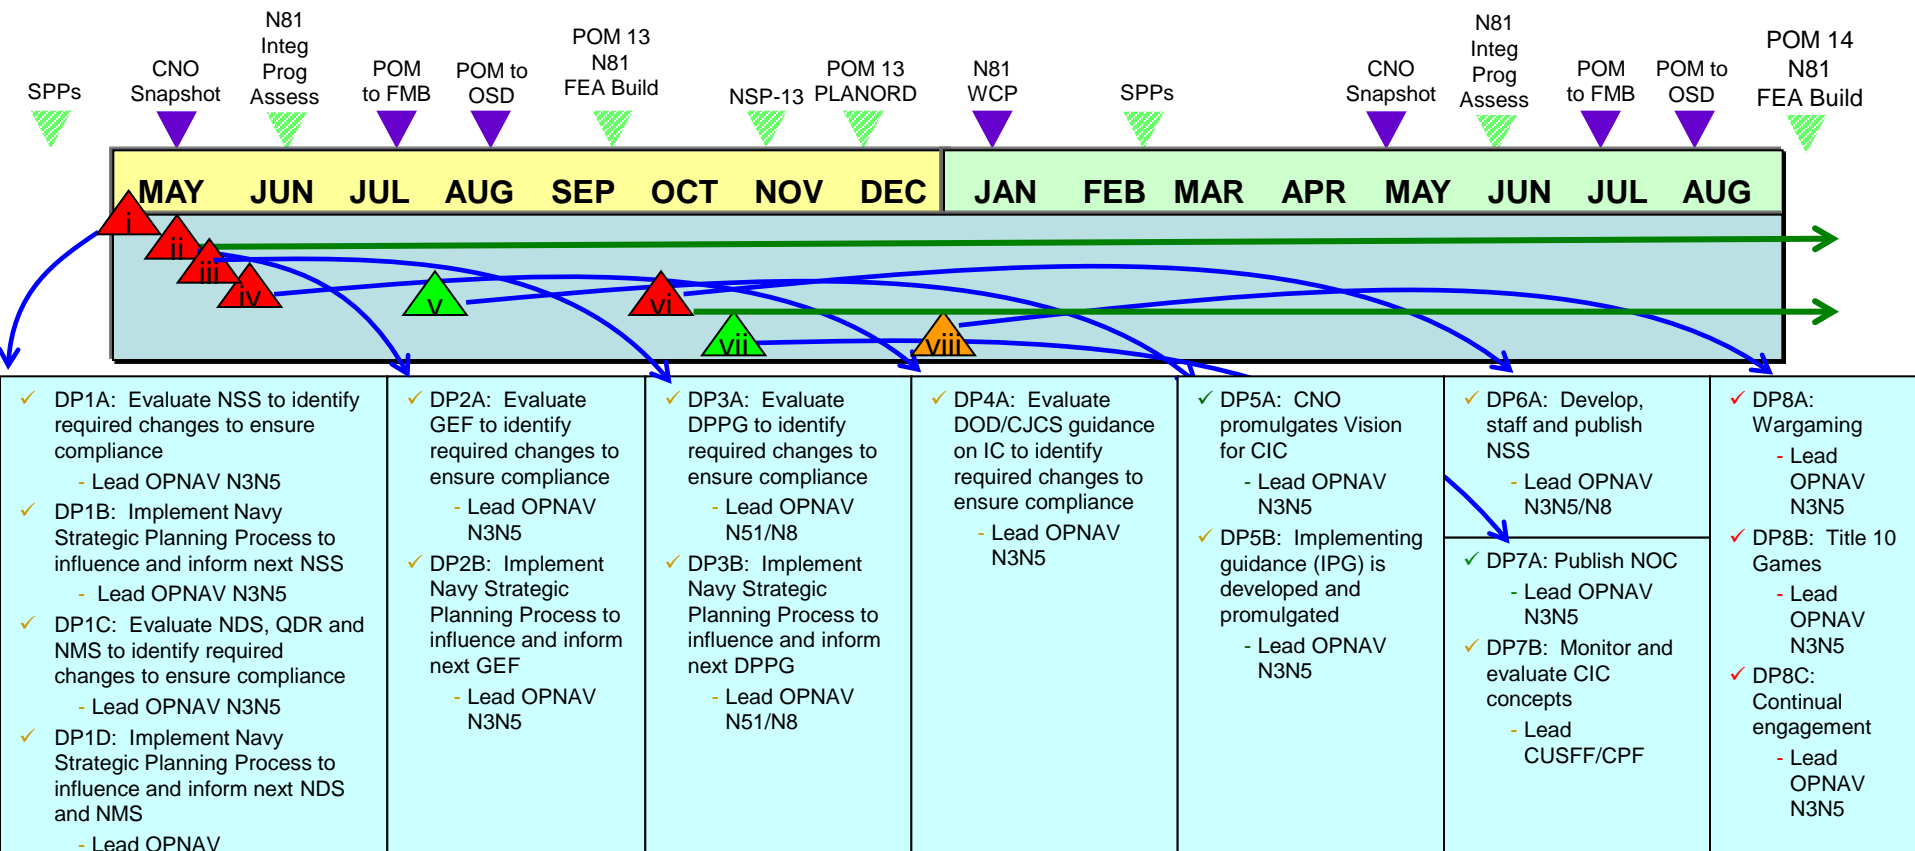 SPPs
CNO
Snapshot
N81
Integ
Prog
Assess
POM
to FMB
POM to
OSD
POM 13
N81
FEA Build
NSP-13
POM 13
PLANORD
N81
WCP
SPPs
CNO
Snapshot
N81
Integ
Prog
Assess
POM
to FMB
POM to
OSD
POM 14
N81
FEA Build
MAY JUN JUL AUG SEP OCT NOV DEC JAN FEB MAR APR MAY JUN JUL AUG
i
ii
iii
iv
v
vi
vii
viii
✓ DP1A: Evaluate NSS to identify
required changes to ensure
compliance
- Lead OPNAV N3N5
✓ DP1B: Implement Navy
Strategic Planning Process to
influence and inform next NSS
- Lead OPNAV N3N5
✓ DP1C: Evaluate NDS, QDR and
NMS to identify required
changes to ensure compliance
- Lead OPNAV N3N5
✓ DP1D: Implement Navy
Strategic Planning Process to
influence and inform next NDS
and NMS
- Lead OPNAV
✓ DP2A: Evaluate
GEF to identify
required changes to
ensure compliance
- Lead OPNAV
N3N5
✓ DP2B: Implement
Navy Strategic
Planning Process to
influence and inform
next GEF
- Lead OPNAV
N3N5
✓ DP3A: Evaluate
DPPG to identify
required changes to
ensure compliance
- Lead OPNAV
N51/N8
✓ DP3B: Implement
Navy Strategic
Planning Process to
influence and inform
next DPPG
- Lead OPNAV
N51/N8
✓ DP4A: Evaluate
DOD/CJCS guidance
on IC to identify
required changes to
ensure compliance
- Lead OPNAV
N3N5
✓ DP5A: CNO
promulgates Vision
for CIC
- Lead OPNAV
N3N5
✓ DP5B: Implementing
guidance (IPG) is
developed and
promulgated
- Lead OPNAV
N3N5
✓ DP6A: Develop,
staff and publish
NSS
- Lead OPNAV
N3N5/N8
✓ DP7A: Publish NOC
- Lead OPNAV
N3N5
✓ DP7B: Monitor and
evaluate CIC
concepts
- Lead
CUSFF/CPF
✓ DP8A:
Wargaming
- Lead
OPNAV
N3N5
✓ DP8B: Title 10
Games
- Lead
OPNAV
N3N5
✓ DP8C:
Continual
engagement
- Lead
OPNAV
N3N5